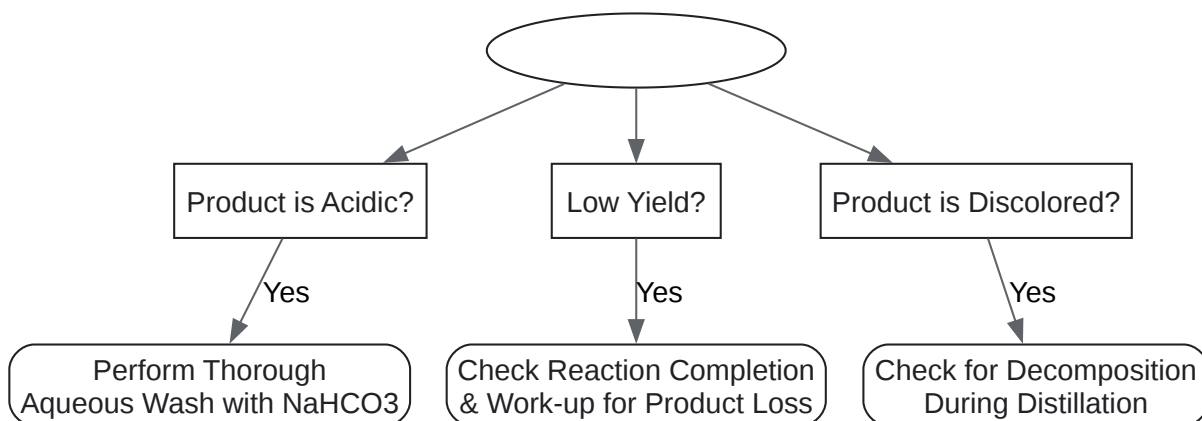 Product is Acidic?
Low Yield?
Product is Discolored?
Yes
Yes
Yes
Perform Thorough
Aqueous Wash with NaHCO3
Check Reaction Completion
& Work-up for Product Loss
Check for Decomposition
During Distillation